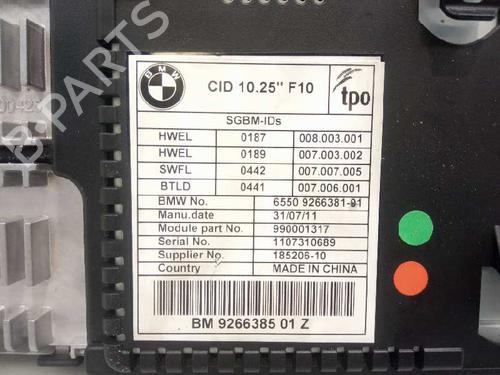 B-PARTS
BMW
CID 10.25" F10
tpo
SGBM-IDs
HWEL 0187 008.003.001
HWEL 0189 007.003.002
SWFL 0442 007.007.005
BTLD 0441 007.006.001
BMW No. 6550 9266381-01
Manu.date 31/07/11
Module part No. 990001317
Serial No. 1107310689
Supplier No. 185206-10
Country MADE IN CHINA
BM 9266385 01 Z